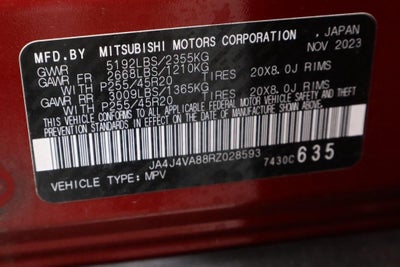 MFD.BY MITSUBISHI MOTORS CORPORATION , JAPAN
GVWR 5192LBS/2355KG NOV 2023
GAWR FR 2668LBS/1210KG
WITH P255/45R20 20X8.0J RIMS
GAWR RR 3009LBS/1365KG
WITH P255/45R20 20X8.0J RIMS
THIS VEHICLE CONFORMS TO ALL APPLICABLE
FEDERAL MOTOR VEHICLE SAFETY, BUMPER AND
THEFT PREVENTION STANDARDS IN EFFECT ON
THE DATE OF MANUFACTURE SHOWN ABOVE.
JA4J4VA88RZ028593 7430C 635
VEHICLE TYPE: MPV